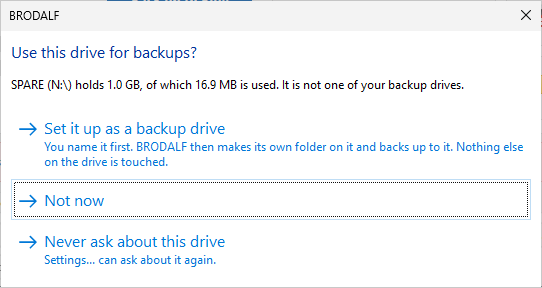 BRODALF
Use this drive for backups?
SPARE (N:\) holds 1.0 GB, of which 16.9 MB is used. It is not one of your backup drives.
Set it up as a backup drive
You name it first. BRODALF then makes its own folder on it and backs up to it. Nothing else
on the drive is touched.
Not now
Never ask about this drive
Settings... can ask about it again.